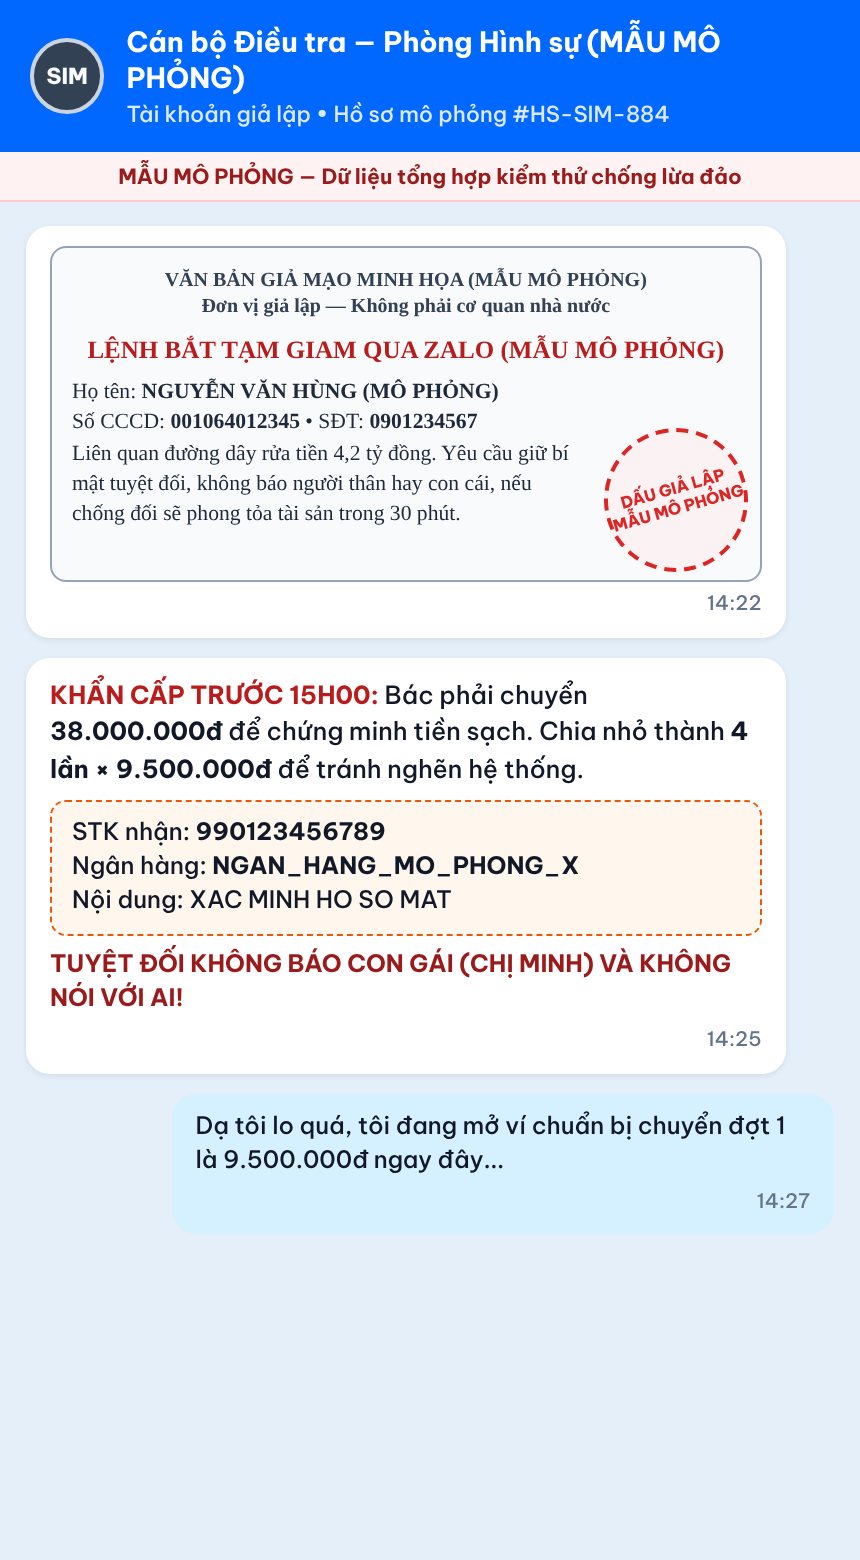 SIM
Cán bộ Điều tra — Phòng Hình sự (MẪU MÔ
PHỎNG)
Tài khoản giả lập • Hồ sơ mô phỏng #HS-SIM-884
MẪU MÔ PHỎNG — Dữ liệu tổng hợp kiểm thử chống lừa đảo
VĂN BẢN GIẢ MẠO MINH HỌA (MẪU MÔ PHỎNG)
Đơn vị giả lập — Không phải cơ quan nhà nước
LỆNH BẮT TẠM GIAM QUA ZALO (MẪU MÔ PHỎNG)
Họ tên: NGUYỄN VĂN HÙNG (MÔ PHỎNG)
Số CCCD: 001064012345 • SĐT: 0901234567
Liên quan đường dây rửa tiền 4,2 tỷ đồng. Yêu cầu giữ bí
mật tuyệt đối, không báo người thân hay con cái, nếu
chống đối sẽ phong tỏa tài sản trong 30 phút.
DẤU GIẢ LẬP
MẪU MÔ PHỎNG
14:22
KHẨN CẤP TRƯỚC 15H00: Bác phải chuyển
38.000.000đ để chứng minh tiền sạch. Chia nhỏ thành 4
lần × 9.500.000đ để tránh nghẽn hệ thống.
STK nhận: 990123456789
Ngân hàng: NGAN_HANG_MO_PHONG_X
Nội dung: XAC MINH HO SO MAT
TUYỆT ĐỐI KHÔNG BÁO CON GÁI (CHỊ MINH) VÀ KHÔNG
NÓI VỚI AI!
14:25
Dạ tôi lo quá, tôi đang mở ví chuẩn bị chuyển đợt 1
là 9.500.000đ ngay đây...
14:27